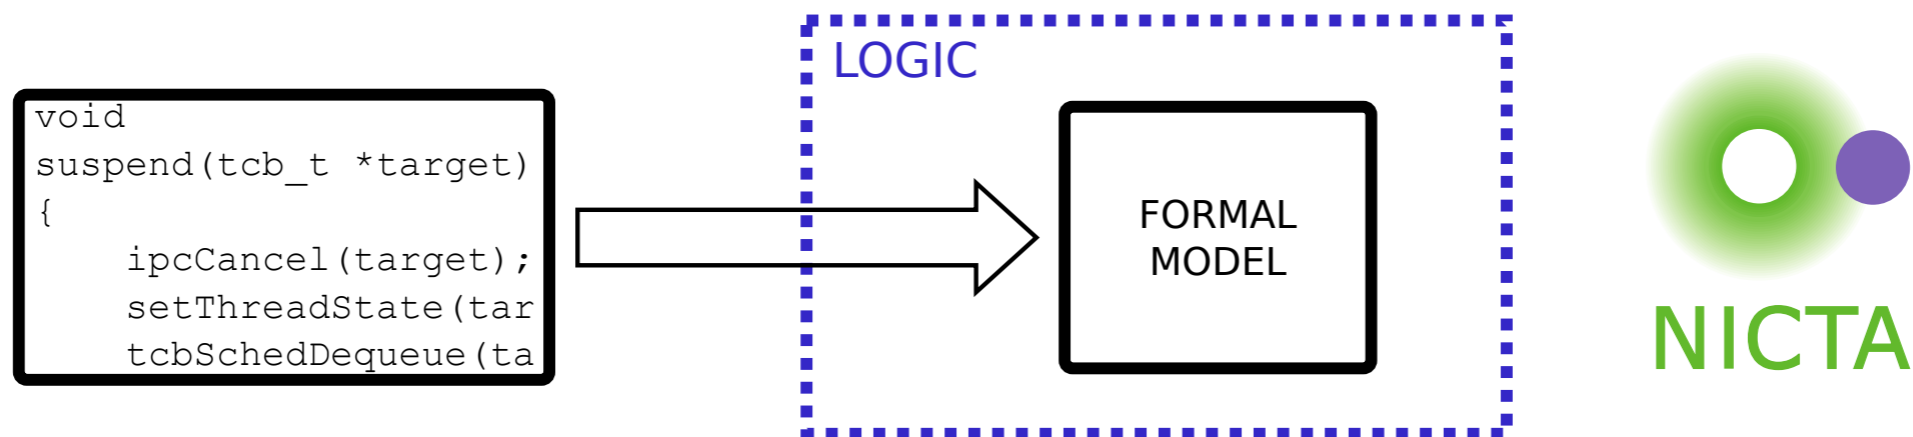 void
suspend(tcb_t *target)
{
    ipcCancel(target);
    setThreadState(tar
    tcbSchedDequeue(ta
LOGIC
FORMAL
MODEL
NICTA